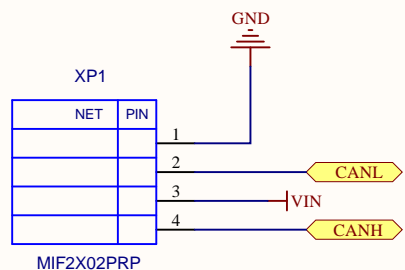 GND
XP1
NET PIN
1
2 CANL
3 VIN
4 CANH
MIF2X02PRP